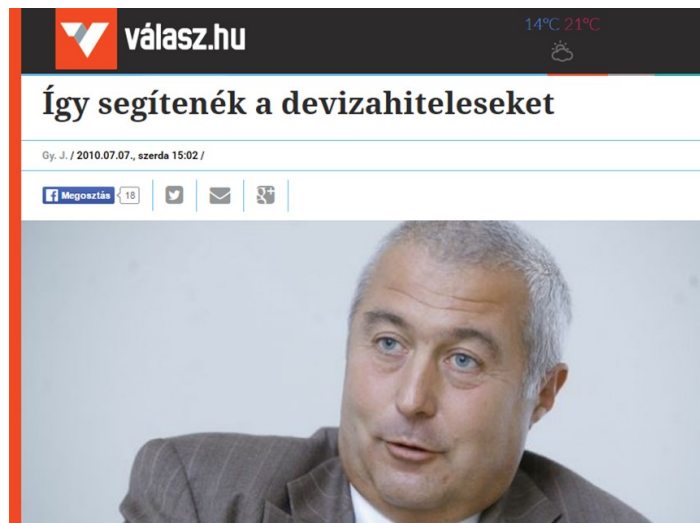 válasz.hu
14°C 21°C
Így segítenék a devizahiteleseket
Gy. J. / 2010.07.07., szerda 15:02 /
f Megosztás 18
g+